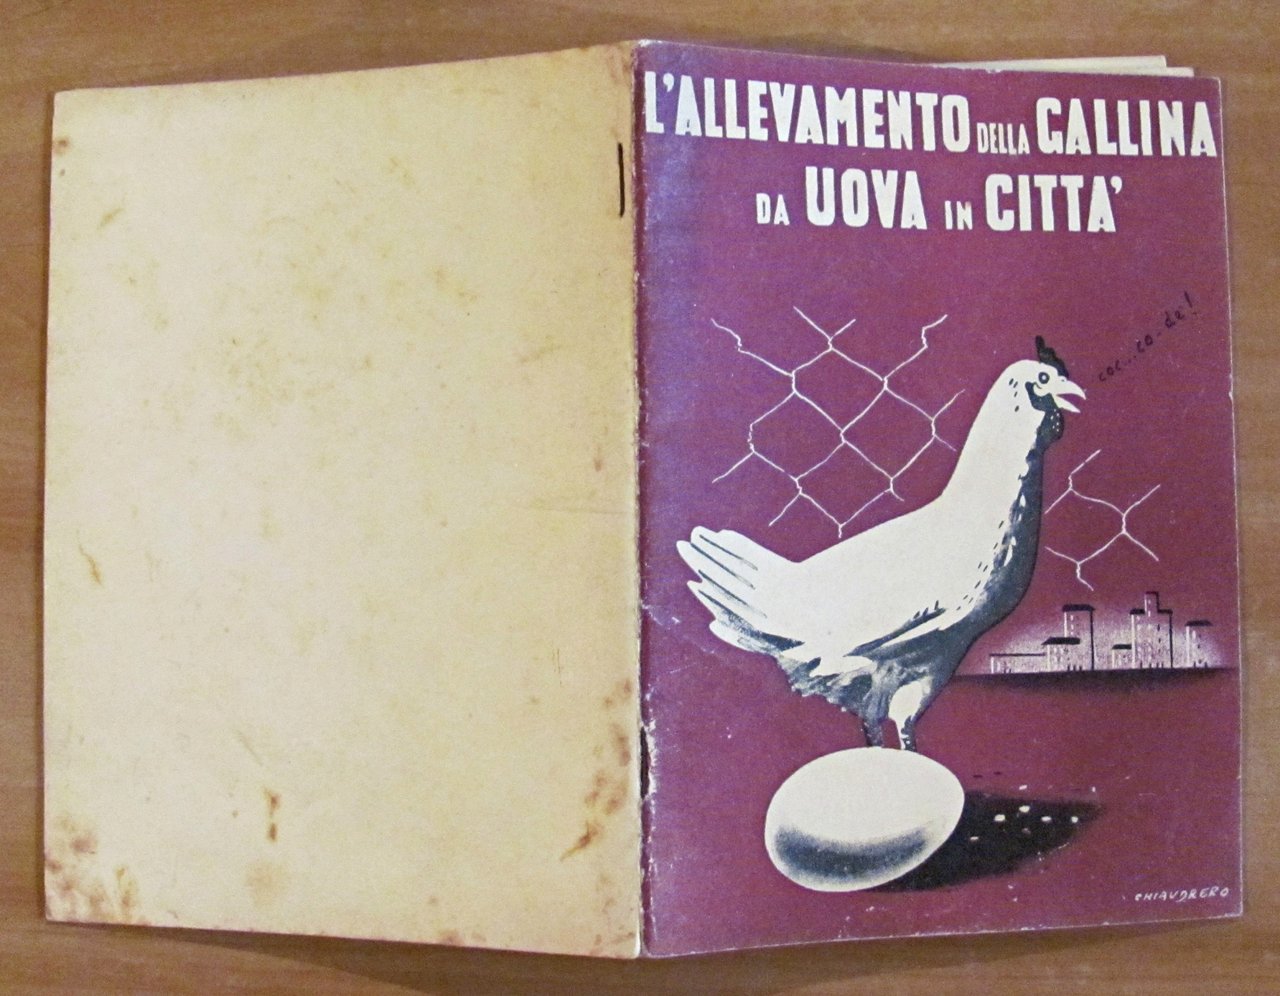 L'ALLEVAMENTO DELLA GALLINA
DA UOVA IN CITTA'
coc...co-de!
CHIAUDRERO